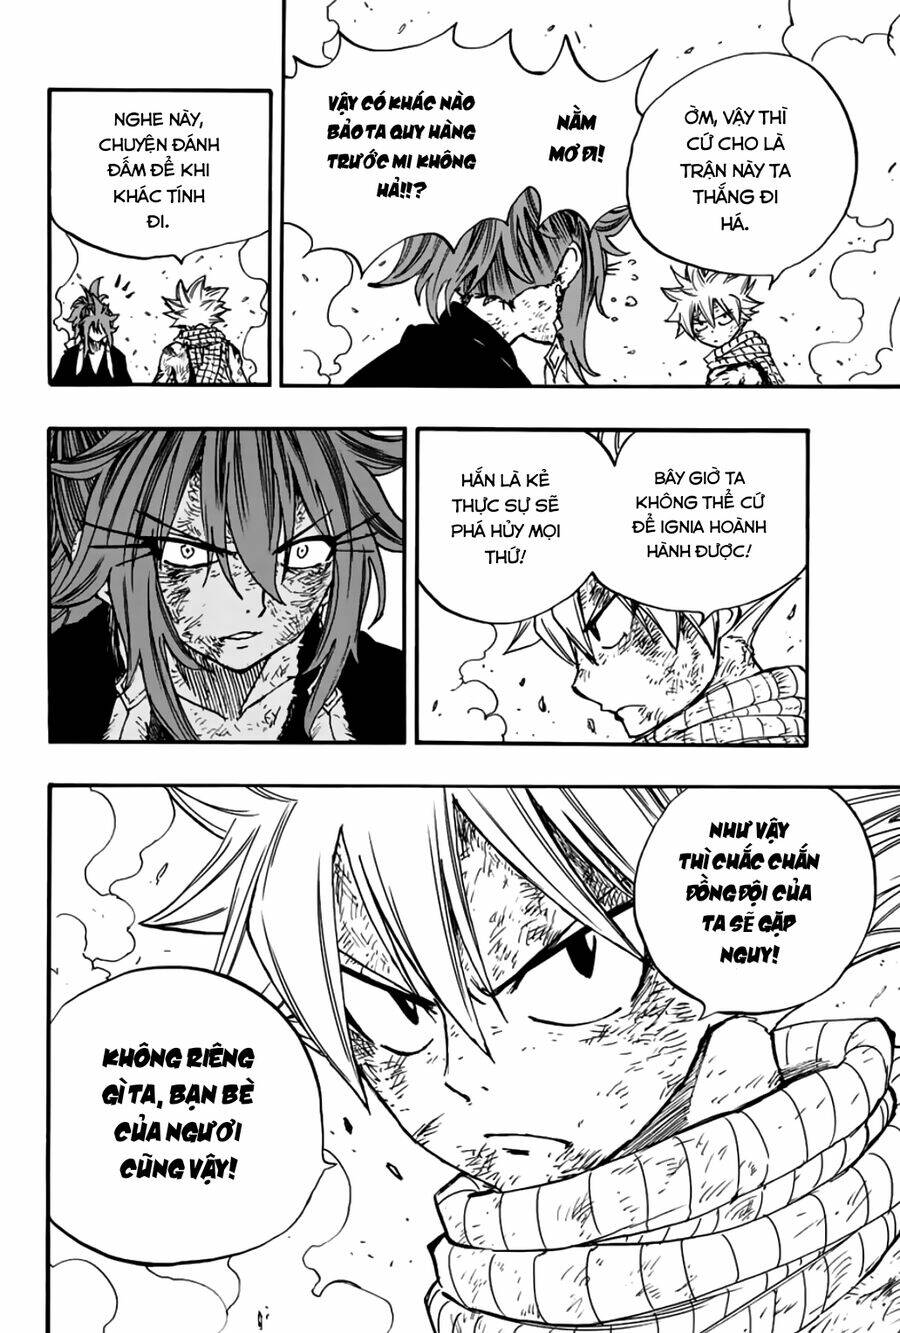 ỜM, VẬY THÌ
CỨ CHO LÀ
TRẬN NÀY TA
THẮNG ĐI
HÁ.
NẰM
MƠ ĐI!
VẬY CÓ KHÁC NÀO
BẢO TA QUY HÀNG
TRƯỚC MI KHÔNG
HẢ!!?
NGHE NÀY,
CHUYỆN ĐÁNH
ĐẤM ĐỂ KHI
KHÁC TÍNH
ĐI.
BÂY GIỜ TA
KHÔNG THỂ CỨ
ĐỂ IGNIA HOÀNH
HÀNH ĐƯỢC!
HẮN LÀ KẺ
THỰC SỰ SẼ
PHÁ HỦY MỌI
THỨ!
NHƯ VẬY
THÌ CHẮC CHẮN
ĐỒNG ĐỘI CỦA
TA SẼ GẶP
NGUY!
KHÔNG RIÊNG
GÌ TA, BẠN BÈ
CỦA NGƯƠI
CŨNG VẬY!